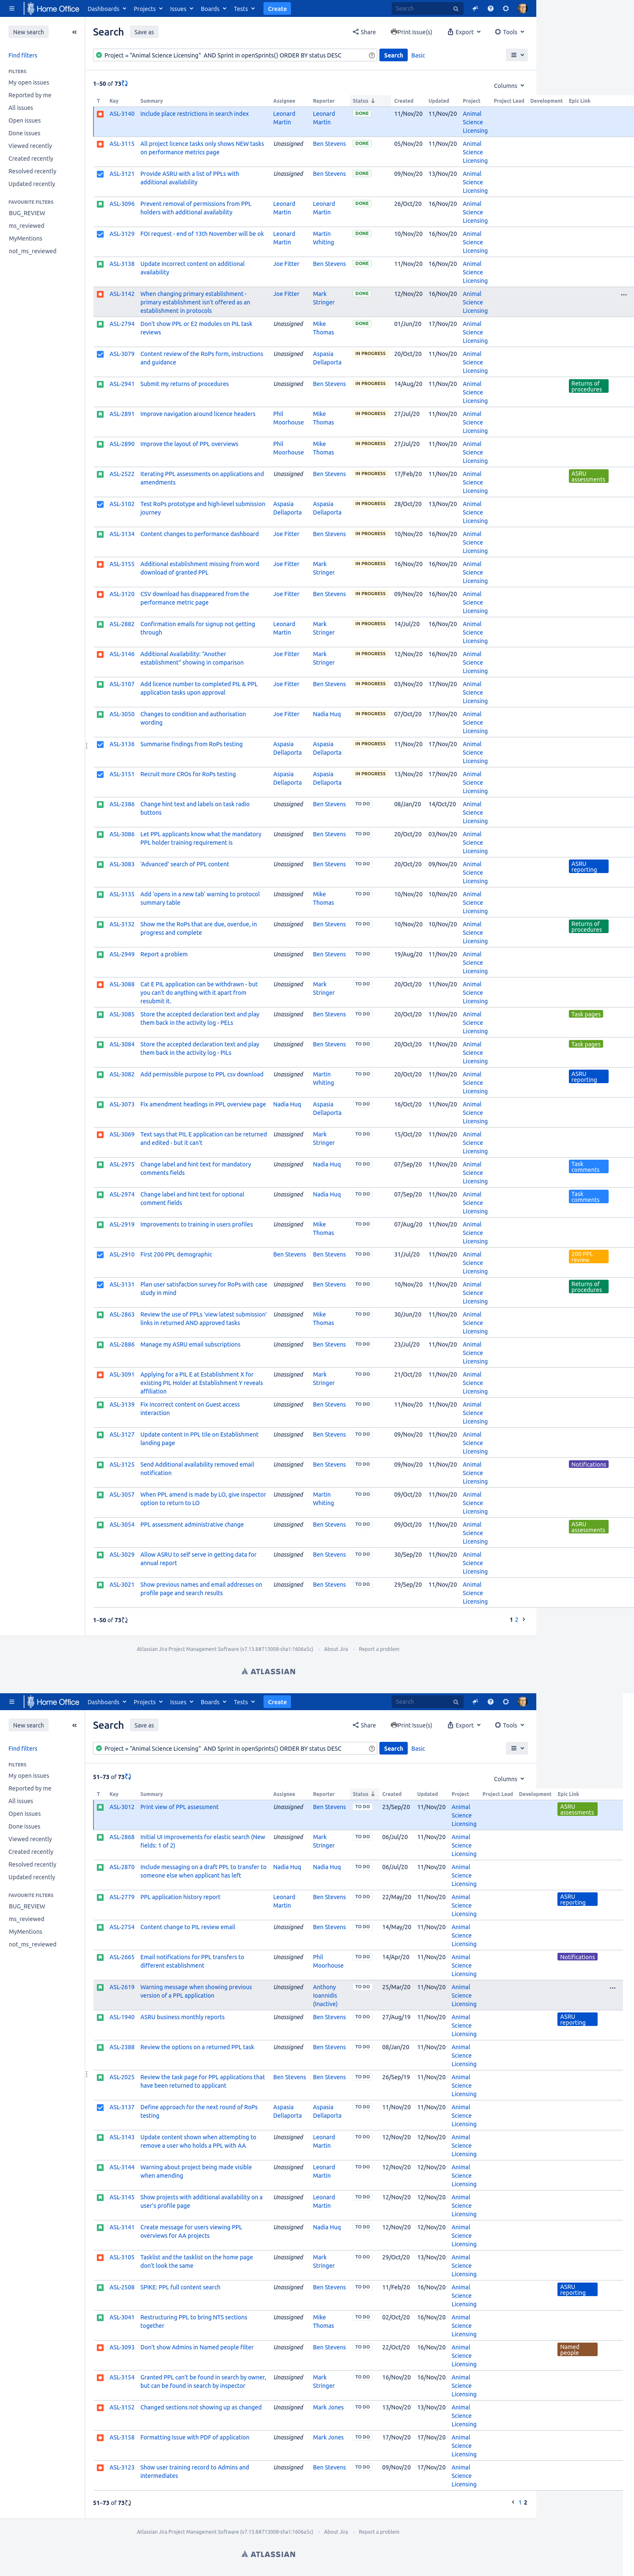 Home Office Dashboards Projects Issues Boards Tests Create Search
New search
Find filters
FILTERS
My open issues
Reported by me
All issues
Open issues
Done issues
Viewed recently
Created recently
Resolved recently
Updated recently
FAVOURITE FILTERS
BUG_REVIEW
ms_reviewed
MyMentions
not_ms_reviewed
Search Save as Share Print Issue(s) Export Tools
Project = "Animal Science Licensing" AND Sprint in openSprints() ORDER BY status DESC Search Basic
1–50 of 73 Columns
T Key Summary Assignee Reporter Status Created Updated Project Project Lead Development Epic Link
ASL-3140 Include place restrictions in search index Leonard Martin Leonard Martin DONE 11/Nov/20 11/Nov/20 Animal Science Licensing
ASL-3115 All project licence tasks only shows NEW tasks on performance metrics page Unassigned Ben Stevens DONE 05/Nov/20 11/Nov/20 Animal Science Licensing
ASL-3121 Provide ASRU with a list of PPLs with additional availability Unassigned Ben Stevens DONE 09/Nov/20 13/Nov/20 Animal Science Licensing
ASL-3096 Prevent removal of permissions from PPL holders with additional availability Leonard Martin Leonard Martin DONE 26/Oct/20 16/Nov/20 Animal Science Licensing
ASL-3129 FOI request - end of 13th November will be ok Leonard Martin Martin Whiting DONE 10/Nov/20 16/Nov/20 Animal Science Licensing
ASL-3138 Update incorrect content on additional availability Joe Fitter Ben Stevens DONE 11/Nov/20 16/Nov/20 Animal Science Licensing
ASL-3142 When changing primary establishment - primary establishment isn't offered as an establishment in protocols Joe Fitter Mark Stringer DONE 12/Nov/20 16/Nov/20 Animal Science Licensing
ASL-2794 Don't show PPL or E2 modules on PIL task reviews Unassigned Mike Thomas DONE 01/Jun/20 17/Nov/20 Animal Science Licensing
ASL-3079 Content review of the RoPs form, instructions and guidance Unassigned Aspasia Dellaporta IN PROGRESS 20/Oct/20 11/Nov/20 Animal Science Licensing
ASL-2941 Submit my returns of procedures Unassigned Ben Stevens IN PROGRESS 14/Aug/20 11/Nov/20 Animal Science Licensing Returns of procedures
ASL-2891 Improve navigation around licence headers Phil Moorhouse Mike Thomas IN PROGRESS 27/Jul/20 11/Nov/20 Animal Science Licensing
ASL-2890 Improve the layout of PPL overviews Phil Moorhouse Mike Thomas IN PROGRESS 27/Jul/20 11/Nov/20 Animal Science Licensing
ASL-2522 Iterating PPL assessments on applications and amendments Unassigned Ben Stevens IN PROGRESS 17/Feb/20 11/Nov/20 Animal Science Licensing ASRU assessments
ASL-3102 Test RoPs prototype and high-level submission journey Aspasia Dellaporta Aspasia Dellaporta IN PROGRESS 28/Oct/20 13/Nov/20 Animal Science Licensing
ASL-3134 Content changes to performance dashboard Joe Fitter Ben Stevens IN PROGRESS 10/Nov/20 16/Nov/20 Animal Science Licensing
ASL-3155 Additional establishment missing from word download of granted PPL Joe Fitter Mark Stringer IN PROGRESS 16/Nov/20 16/Nov/20 Animal Science Licensing
ASL-3120 CSV download has disappeared from the performance metric page Joe Fitter Ben Stevens IN PROGRESS 09/Nov/20 16/Nov/20 Animal Science Licensing
ASL-2882 Confirmation emails for signup not getting through Leonard Martin Mark Stringer IN PROGRESS 14/Jul/20 16/Nov/20 Animal Science Licensing
ASL-3146 Additional Availability: "Another establishment" showing in comparison Joe Fitter Mark Stringer IN PROGRESS 12/Nov/20 16/Nov/20 Animal Science Licensing
ASL-3107 Add licence number to completed PIL & PPL application tasks upon approval Joe Fitter Ben Stevens IN PROGRESS 03/Nov/20 17/Nov/20 Animal Science Licensing
ASL-3050 Changes to condition and authorisation wording Joe Fitter Nadia Huq IN PROGRESS 07/Oct/20 17/Nov/20 Animal Science Licensing
ASL-3136 Summarise findings from RoPs testing Aspasia Dellaporta Aspasia Dellaporta IN PROGRESS 11/Nov/20 17/Nov/20 Animal Science Licensing
ASL-3151 Recruit more CROs for RoPs testing Aspasia Dellaporta Aspasia Dellaporta IN PROGRESS 13/Nov/20 17/Nov/20 Animal Science Licensing
ASL-2386 Change hint text and labels on task radio buttons Unassigned Ben Stevens TO DO 08/Jan/20 14/Oct/20 Animal Science Licensing
ASL-3086 Let PPL applicants know what the mandatory PPL holder training requirement is Unassigned Ben Stevens TO DO 20/Oct/20 03/Nov/20 Animal Science Licensing
ASL-3083 'Advanced' search of PPL content Unassigned Ben Stevens TO DO 20/Oct/20 09/Nov/20 Animal Science Licensing ASRU reporting
ASL-3135 Add 'opens in a new tab' warning to protocol summary table Unassigned Mike Thomas TO DO 10/Nov/20 10/Nov/20 Animal Science Licensing
ASL-3132 Show me the RoPs that are due, overdue, in progress and complete Unassigned Ben Stevens TO DO 10/Nov/20 10/Nov/20 Animal Science Licensing Returns of procedures
ASL-2949 Report a problem Unassigned Ben Stevens TO DO 19/Aug/20 11/Nov/20 Animal Science Licensing
ASL-3088 Cat E PIL application can be withdrawn - but you can't do anything with it apart from resubmit it. Unassigned Mark Stringer TO DO 20/Oct/20 11/Nov/20 Animal Science Licensing
ASL-3085 Store the accepted declaration text and play them back in the activity log - PELs Unassigned Ben Stevens TO DO 20/Oct/20 11/Nov/20 Animal Science Licensing Task pages
ASL-3084 Store the accepted declaration text and play them back in the activity log - PILs Unassigned Ben Stevens TO DO 20/Oct/20 11/Nov/20 Animal Science Licensing Task pages
ASL-3082 Add permissible purpose to PPL csv download Unassigned Martin Whiting TO DO 20/Oct/20 11/Nov/20 Animal Science Licensing ASRU reporting
ASL-3073 Fix amendment headings in PPL overview page Nadia Huq Aspasia Dellaporta TO DO 16/Oct/20 11/Nov/20 Animal Science Licensing
ASL-3069 Text says that PIL E application can be returned and edited - but it can't Unassigned Mark Stringer TO DO 15/Oct/20 11/Nov/20 Animal Science Licensing
ASL-2975 Change label and hint text for mandatory comments fields Unassigned Nadia Huq TO DO 07/Sep/20 11/Nov/20 Animal Science Licensing Task comments
ASL-2974 Change label and hint text for optional comment fields Unassigned Nadia Huq TO DO 07/Sep/20 11/Nov/20 Animal Science Licensing Task comments
ASL-2919 Improvements to training in users profiles Unassigned Mike Thomas TO DO 07/Aug/20 11/Nov/20 Animal Science Licensing
ASL-2910 First 200 PPL demographic Ben Stevens Ben Stevens TO DO 31/Jul/20 11/Nov/20 Animal Science Licensing 200 PPL review
ASL-3131 Plan user satisfaction survey for RoPs with case study in mind Unassigned Ben Stevens TO DO 10/Nov/20 11/Nov/20 Animal Science Licensing Returns of procedures
ASL-2863 Review the use of PPLs 'view latest submission' links in returned AND approved tasks Unassigned Mike Thomas TO DO 30/Jun/20 11/Nov/20 Animal Science Licensing
ASL-2886 Manage my ASRU email subscriptions Unassigned Ben Stevens TO DO 23/Jul/20 11/Nov/20 Animal Science Licensing
ASL-3091 Applying for a PIL E at Establishment X for existing PIL Holder at Establishment Y reveals affiliation Unassigned Mark Stringer TO DO 21/Oct/20 11/Nov/20 Animal Science Licensing
ASL-3139 Fix incorrect content on Guest access interaction Unassigned Ben Stevens TO DO 11/Nov/20 11/Nov/20 Animal Science Licensing
ASL-3127 Update content in PPL tile on Establishment landing page Unassigned Ben Stevens TO DO 09/Nov/20 11/Nov/20 Animal Science Licensing
ASL-3125 Send Additional availability removed email notification Unassigned Ben Stevens TO DO 09/Nov/20 11/Nov/20 Animal Science Licensing Notifications
ASL-3057 When PPL amend is made by LO, give inspector option to return to LO Unassigned Martin Whiting TO DO 09/Oct/20 11/Nov/20 Animal Science Licensing
ASL-3054 PPL assessment administrative change Unassigned Ben Stevens TO DO 09/Oct/20 11/Nov/20 Animal Science Licensing ASRU assessments
ASL-3029 Allow ASRU to self serve in getting data for annual report Unassigned Ben Stevens TO DO 30/Sep/20 11/Nov/20 Animal Science Licensing
ASL-3021 Show previous names and email addresses on profile page and search results Unassigned Ben Stevens TO DO 29/Sep/20 11/Nov/20 Animal Science Licensing
1–50 of 73 1 2
Atlassian Jira Project Management Software (v7.13.8#713008-sha1:1606a5c) About Jira Report a problem
ATLASSIAN
Home Office Dashboards Projects Issues Boards Tests Create Search
New search
Find filters
FILTERS
My open issues
Reported by me
All issues
Open issues
Done issues
Viewed recently
Created recently
Resolved recently
Updated recently
FAVOURITE FILTERS
BUG_REVIEW
ms_reviewed
MyMentions
not_ms_reviewed
Search Save as Share Print Issue(s) Export Tools
Project = "Animal Science Licensing" AND Sprint in openSprints() ORDER BY status DESC Search Basic
51–73 of 73 Columns
T Key Summary Assignee Reporter Status Created Updated Project Project Lead Development Epic Link
ASL-3012 Print view of PPL assessment Unassigned Ben Stevens TO DO 23/Sep/20 11/Nov/20 Animal Science Licensing ASRU assessments
ASL-2868 Initial UI improvements for elastic search (New fields: 1 of 2) Unassigned Mark Stringer TO DO 06/Jul/20 11/Nov/20 Animal Science Licensing
ASL-2870 Include messaging on a draft PPL to transfer to someone else when applicant has left Nadia Huq Nadia Huq TO DO 06/Jul/20 11/Nov/20 Animal Science Licensing
ASL-2779 PPL application history report Leonard Martin Ben Stevens TO DO 22/May/20 11/Nov/20 Animal Science Licensing ASRU reporting
ASL-2754 Content change to PIL review email Unassigned Ben Stevens TO DO 14/May/20 11/Nov/20 Animal Science Licensing
ASL-2665 Email notifications for PPL transfers to different establishment Unassigned Phil Moorhouse TO DO 14/Apr/20 11/Nov/20 Animal Science Licensing Notifications
ASL-2619 Warning message when showing previous version of a PPL application Unassigned Anthony Ioannidis (Inactive) TO DO 25/Mar/20 11/Nov/20 Animal Science Licensing
ASL-1940 ASRU business monthly reports Unassigned Ben Stevens TO DO 27/Aug/19 11/Nov/20 Animal Science Licensing ASRU reporting
ASL-2388 Review the options on a returned PPL task Unassigned Ben Stevens TO DO 08/Jan/20 11/Nov/20 Animal Science Licensing
ASL-2025 Review the task page for PPL applications that have been returned to applicant Ben Stevens Ben Stevens TO DO 26/Sep/19 11/Nov/20 Animal Science Licensing
ASL-3137 Define approach for the next round of RoPs testing Aspasia Dellaporta Aspasia Dellaporta TO DO 11/Nov/20 11/Nov/20 Animal Science Licensing
ASL-3143 Update content shown when attempting to remove a user who holds a PPL with AA Unassigned Leonard Martin TO DO 12/Nov/20 12/Nov/20 Animal Science Licensing
ASL-3144 Warning about project being made visible when amending Unassigned Leonard Martin TO DO 12/Nov/20 12/Nov/20 Animal Science Licensing
ASL-3145 Show projects with additional availability on a user's profile page Unassigned Leonard Martin TO DO 12/Nov/20 12/Nov/20 Animal Science Licensing
ASL-3141 Create message for users viewing PPL overviews for AA projects Unassigned Nadia Huq TO DO 12/Nov/20 12/Nov/20 Animal Science Licensing
ASL-3105 Tasklist and the tasklist on the home page don't look the same Unassigned Mark Stringer TO DO 29/Oct/20 13/Nov/20 Animal Science Licensing
ASL-2508 SPIKE: PPL full content search Unassigned Ben Stevens TO DO 11/Feb/20 16/Nov/20 Animal Science Licensing ASRU reporting
ASL-3041 Restructuring PPL to bring NTS sections together Unassigned Mike Thomas TO DO 02/Oct/20 16/Nov/20 Animal Science Licensing
ASL-3093 Don't show Admins in Named people filter Unassigned Ben Stevens TO DO 22/Oct/20 16/Nov/20 Animal Science Licensing Named people
ASL-3154 Granted PPL can't be found in search by owner, but can be found in search by inspector Unassigned Mark Stringer TO DO 16/Nov/20 16/Nov/20 Animal Science Licensing
ASL-3152 Changed sections not showing up as changed Unassigned Mark Jones TO DO 13/Nov/20 13/Nov/20 Animal Science Licensing
ASL-3158 Formatting Issue with PDF of application Unassigned Mark Jones TO DO 17/Nov/20 17/Nov/20 Animal Science Licensing
ASL-3123 Show user training record to Admins and intermediates Unassigned Ben Stevens TO DO 09/Nov/20 17/Nov/20 Animal Science Licensing
51–73 of 73 1 2
Atlassian Jira Project Management Software (v7.13.8#713008-sha1:1606a5c) About Jira Report a problem
ATLASSIAN